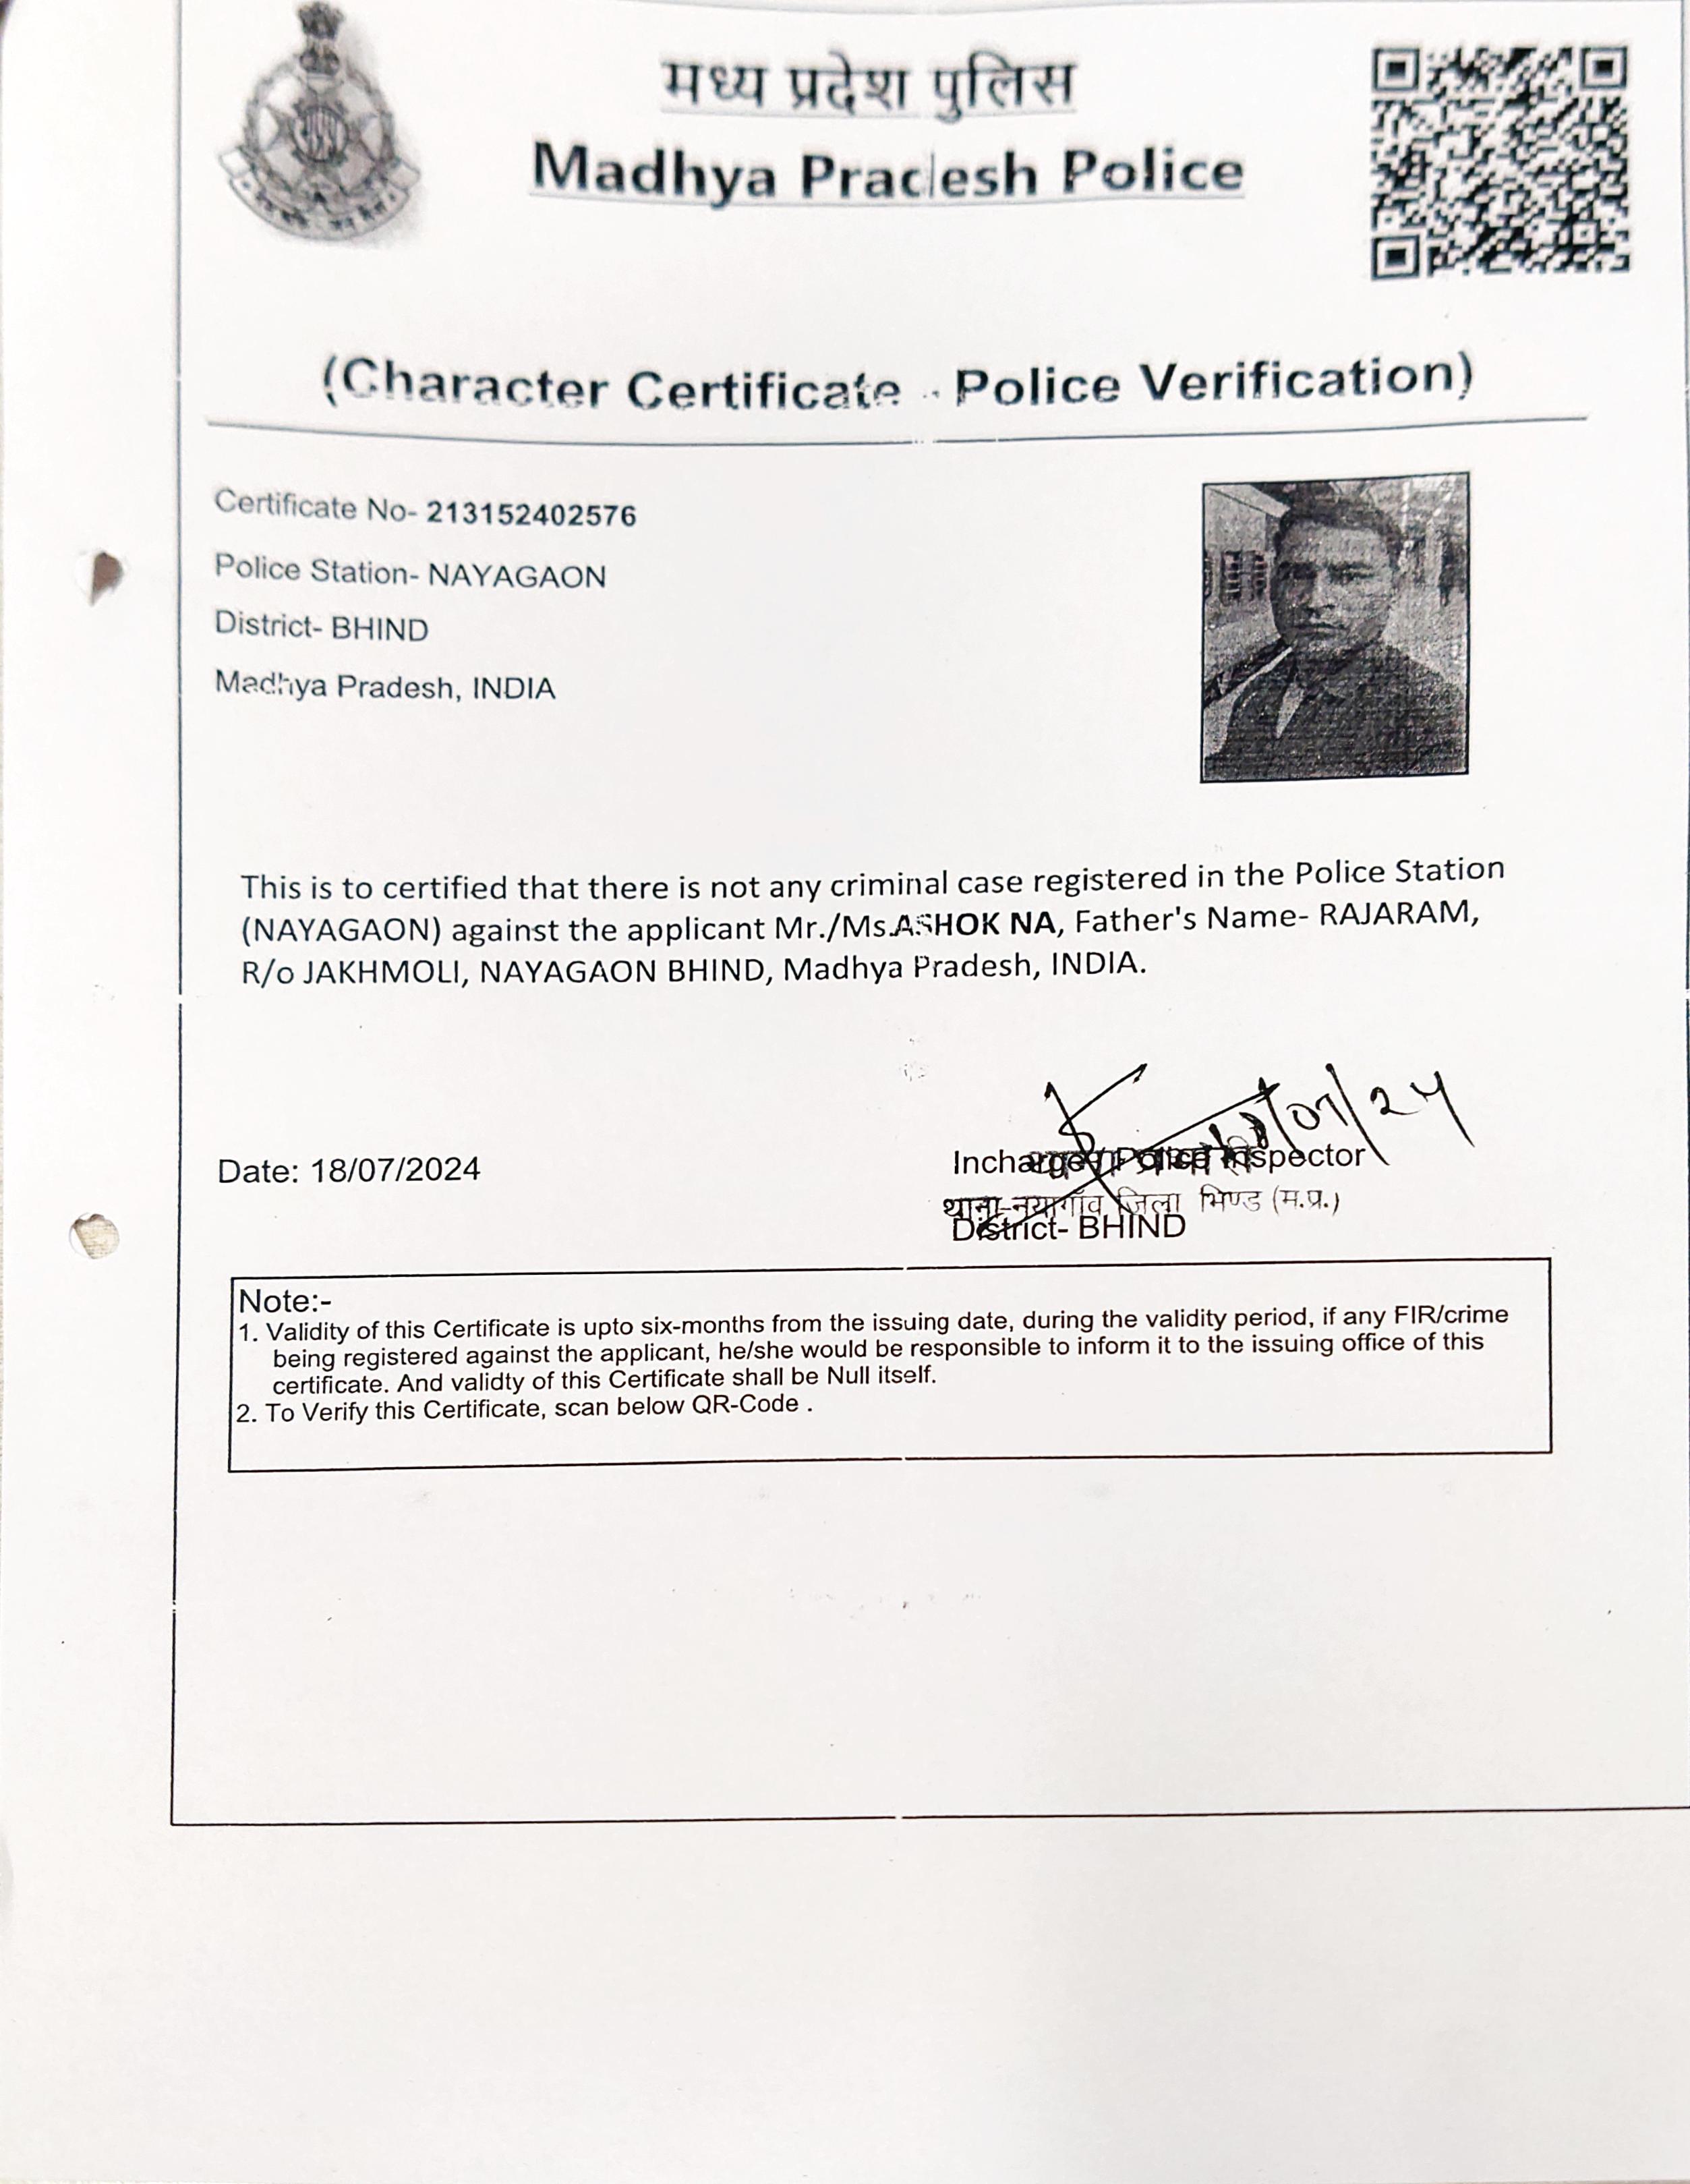 मध्य प्रदेश पुलिस
Madhya Pradesh Police
(Character Certificate - Police Verification)
Certificate No- 213152402576
Police Station- NAYAGAON
District- BHIND
Madhya Pradesh, INDIA
This is to certified that there is not any criminal case registered in the Police Station
(NAYAGAON) against the applicant Mr./Ms.ASHOK NA, Father's Name- RAJARAM,
R/o JAKHMOLI, NAYAGAON BHIND, Madhya Pradesh, INDIA.
/07/24
Date: 18/07/2024
Incharge Police Inspector
थाना-नयागाँव जिला भिण्ड (म.प्र.)
District- BHIND
Note:-
1. Validity of this Certificate is upto six-months from the issuing date, during the validity period, if any FIR/crime
being registered against the applicant, he/she would be responsible to inform it to the issuing office of this
certificate. And validty of this Certificate shall be Null itself.
2. To Verify this Certificate, scan below QR-Code .